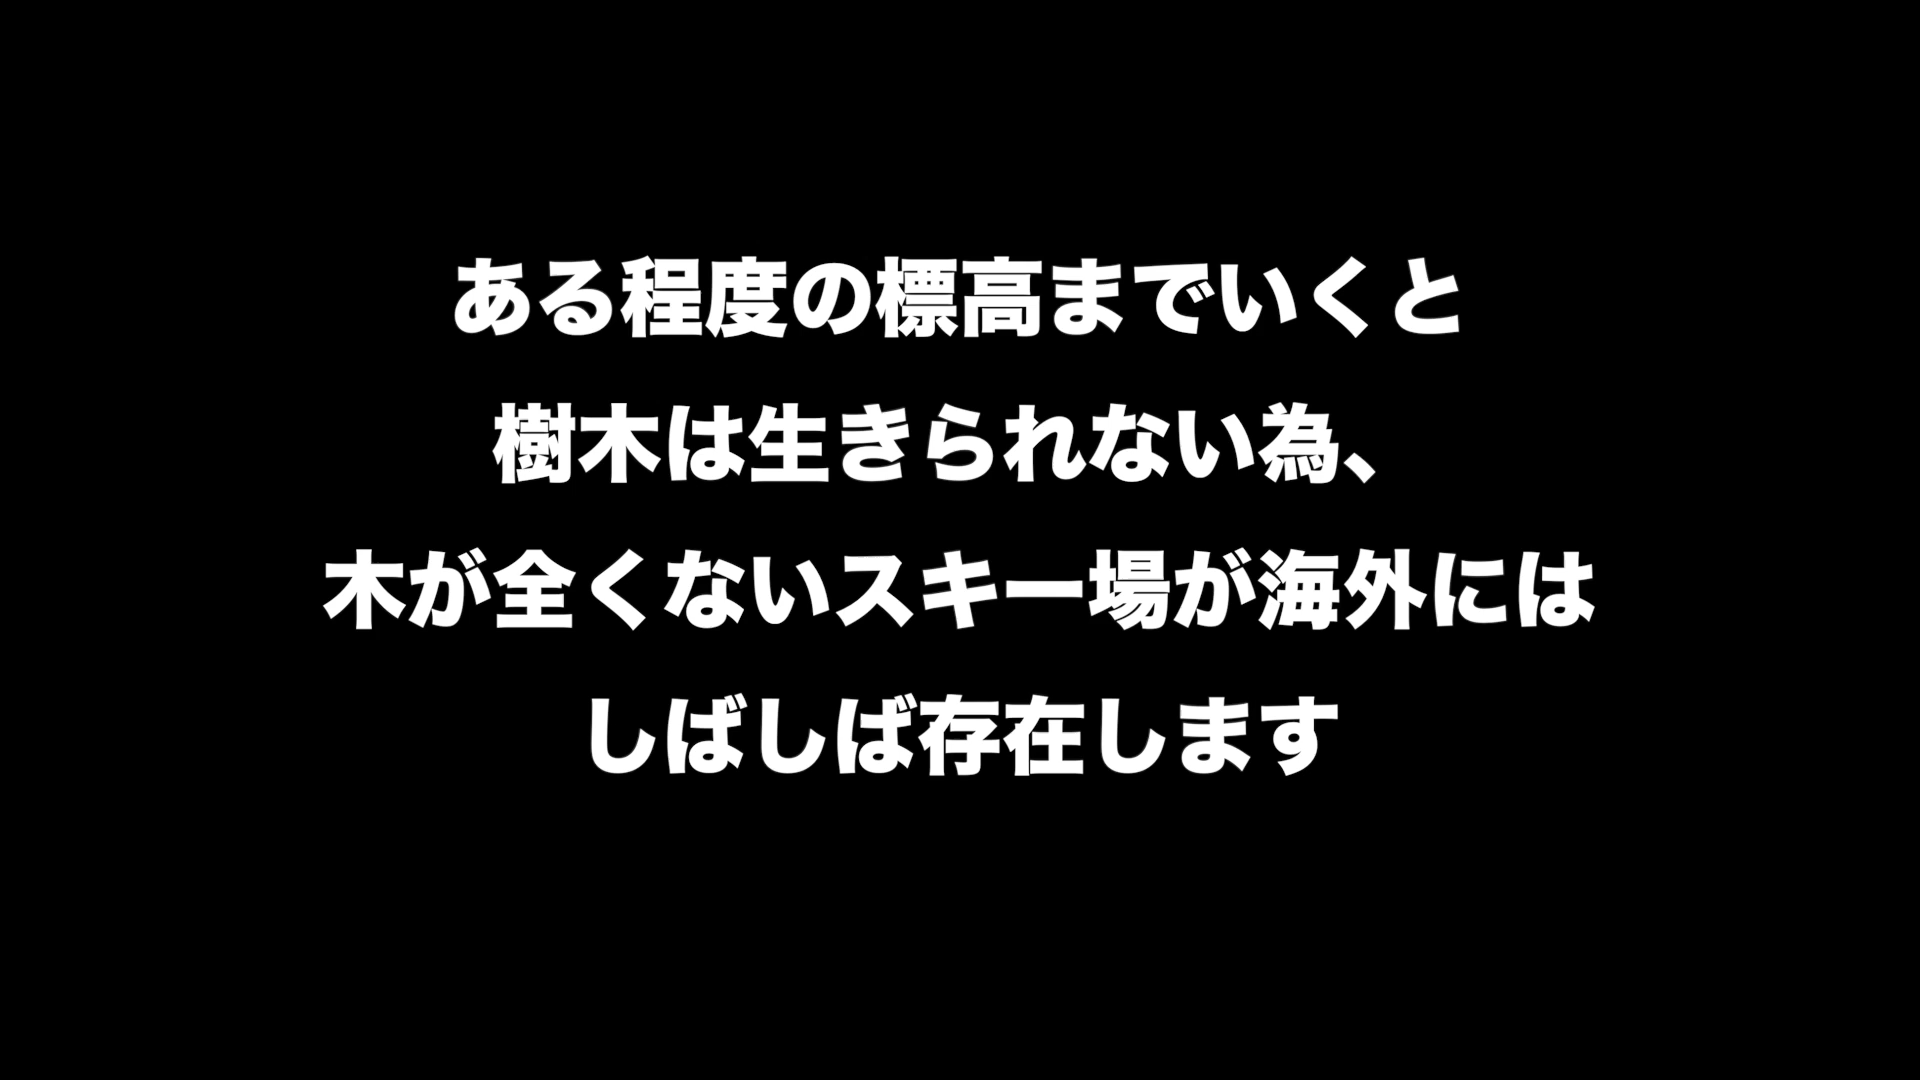 ある程度の標高までいくと
樹木は生きられない為、
木が全くないスキー場が海外には
しばしば存在します